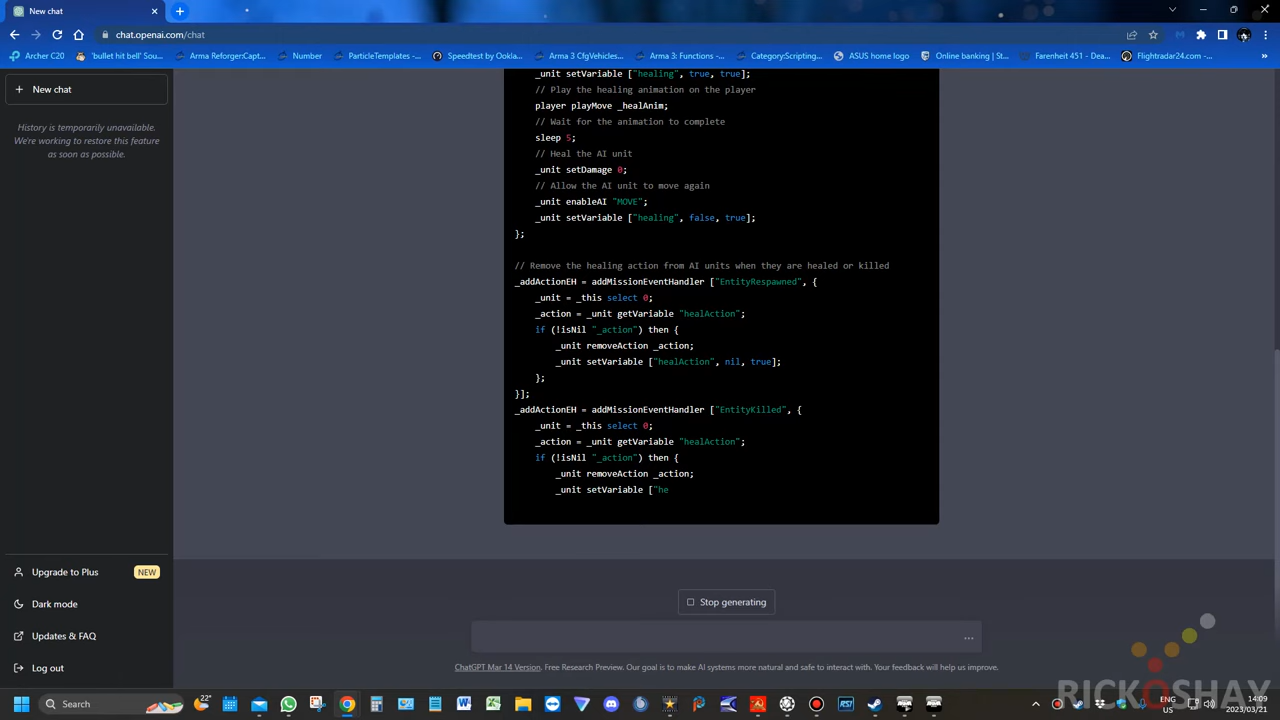 New chat
chat.openai.com/chat
Archer C20
'bullet hit bell' Sou...
Arma Reforger:Capt...
Number
ParticleTemplates -...
Speedtest by Ookla...
Arma 3 CfgVehicles...
Arma 3: Functions -...
Category:Scripting...
ASUS home logo
Online banking | St...
Farenheit 451 - Dea...
Flightradar24.com -...
»
New chat
History is temporarily unavailable.
We're working to restore this feature
as soon as possible.
_unit setVariable ["healing", true, true];
// Play the healing animation on the player
player playMove _healAnim;
// Wait for the animation to complete
sleep 5;
// Heal the AI unit
_unit setDamage 0;
// Allow the AI unit to move again
_unit enableAI "MOVE";
_unit setVariable ["healing", false, true];
};
// Remove the healing action from AI units when they are healed or killed
_addActionEH = addMissionEventHandler ["EntityRespawned", {
_unit = _this select 0;
_action = _unit getVariable "healAction";
if (!isNil "_action") then {
_unit removeAction _action;
_unit setVariable ["healAction", nil, true];
};
}];
_addActionEH = addMissionEventHandler ["EntityKilled", {
_unit = _this select 0;
_action = _unit getVariable "healAction";
if (!isNil "_action") then {
_unit removeAction _action;
_unit setVariable ["he
Upgrade to Plus NEW
Dark mode
Updates & FAQ
Log out
Stop generating
ChatGPT Mar 14 Version. Free Research Preview. Our goal is to make AI systems more natural and safe to interact with. Your feedback will help us improve.
RICKOSHAY
Search
22°
RSI
ENG
US
14:09
2023/03/21